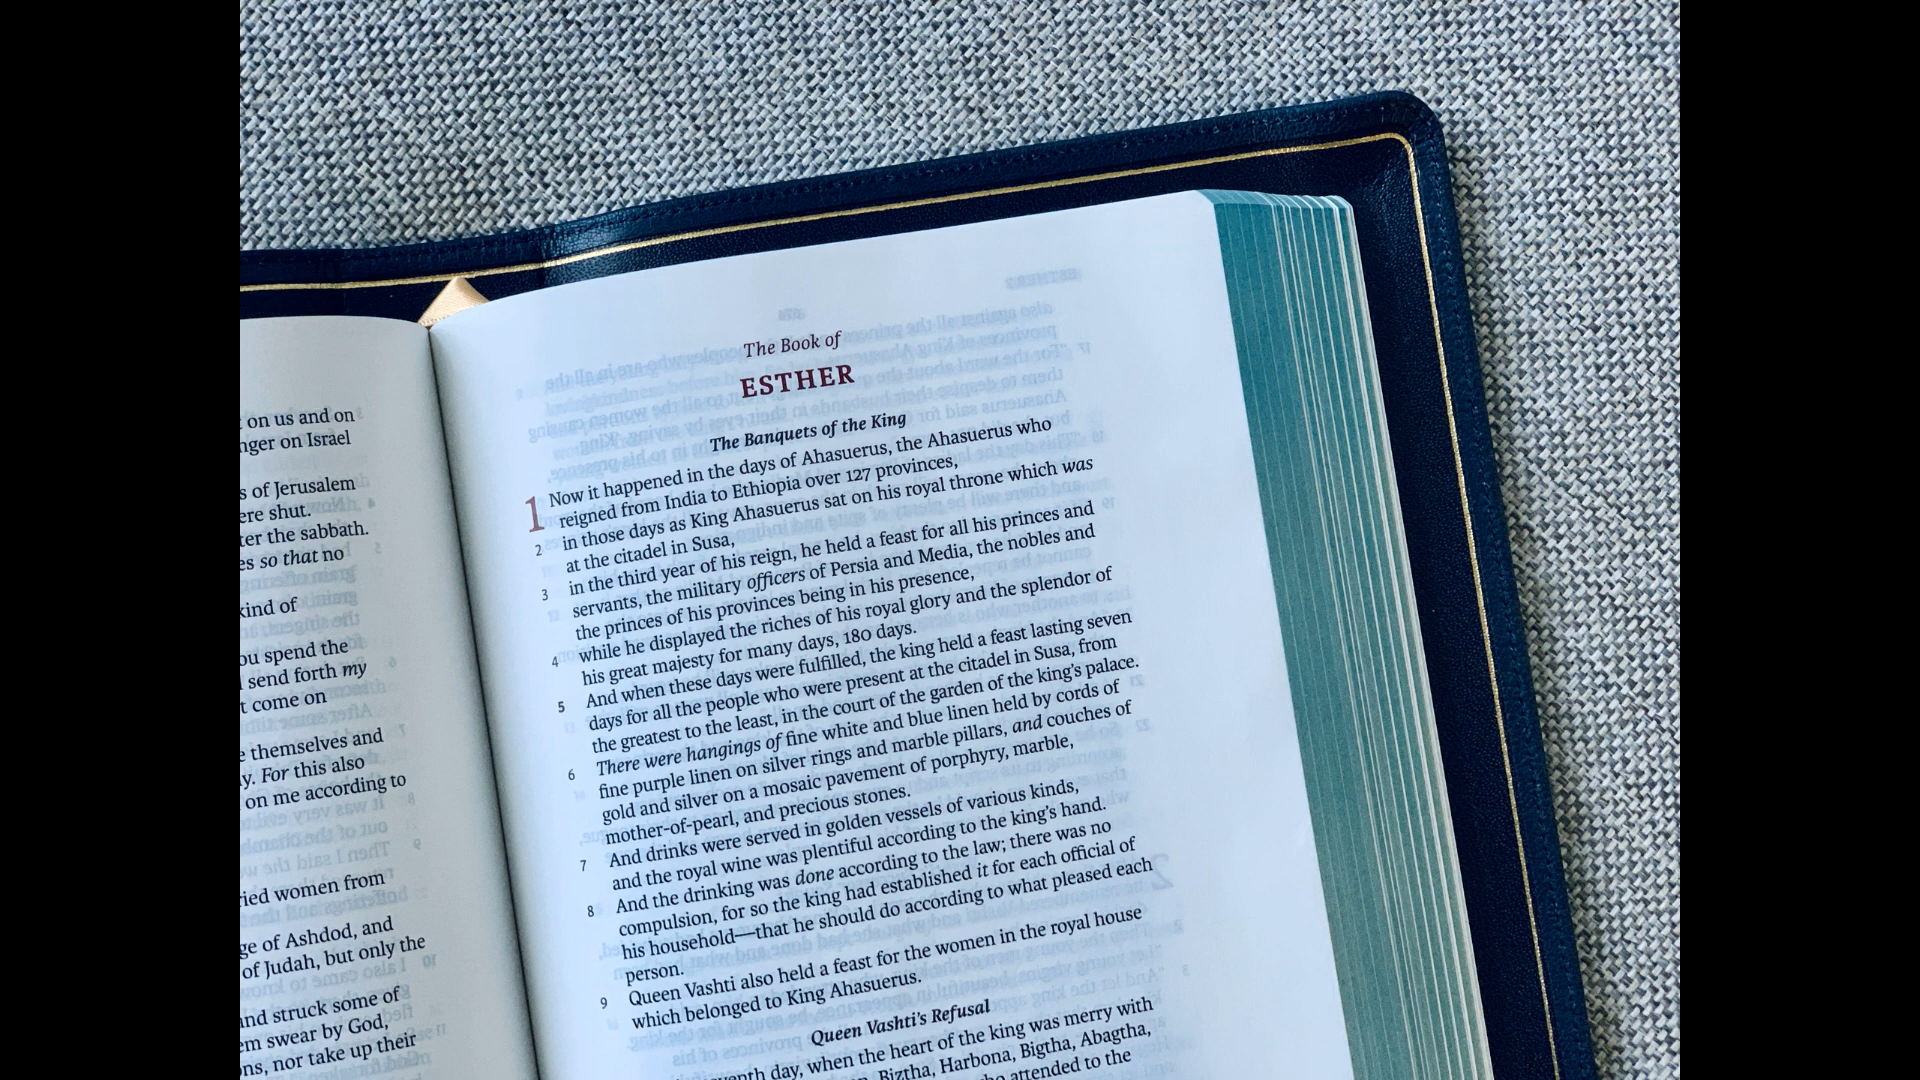 t on us and on
nger on Israel
s of Jerusalem
ere shut.
ter the sabbath.
es so that no
kind of
ou spend the
send forth my
t come on
e themselves and
y. For this also
on me according to
ried women from
ge of Ashdod, and
of Judah, but only the
and struck some of
em swear by God,
ons, nor take up their
The Book of
ESTHER
The Banquets of the King
1 Now it happened in the days of Ahasuerus, the Ahasuerus who
reigned from India to Ethiopia over 127 provinces,
2 in those days as King Ahasuerus sat on his royal throne which was
at the citadel in Susa,
3 in the third year of his reign, he held a feast for all his princes and
servants, the military officers of Persia and Media, the nobles and
the princes of his provinces being in his presence,
4 while he displayed the riches of his royal glory and the splendor of
his great majesty for many days, 180 days.
5 And when these days were fulfilled, the king held a feast lasting seven
days for all the people who were present at the citadel in Susa, from
the greatest to the least, in the court of the garden of the king's palace.
6 There were hangings of fine white and blue linen held by cords of
fine purple linen on silver rings and marble pillars, and couches of
gold and silver on a mosaic pavement of porphyry, marble,
mother-of-pearl, and precious stones.
7 And drinks were served in golden vessels of various kinds,
and the royal wine was plentiful according to the king's hand.
8 And the drinking was done according to the law; there was no
compulsion, for so the king had established it for each official of
his household—that he should do according to what pleased each
person.
9 Queen Vashti also held a feast for the women in the royal house
which belonged to King Ahasuerus.
Queen Vashti's Refusal
day, when the heart of the king was merry with
Biztha, Harbona, Bigtha, Abagtha,
attended to the